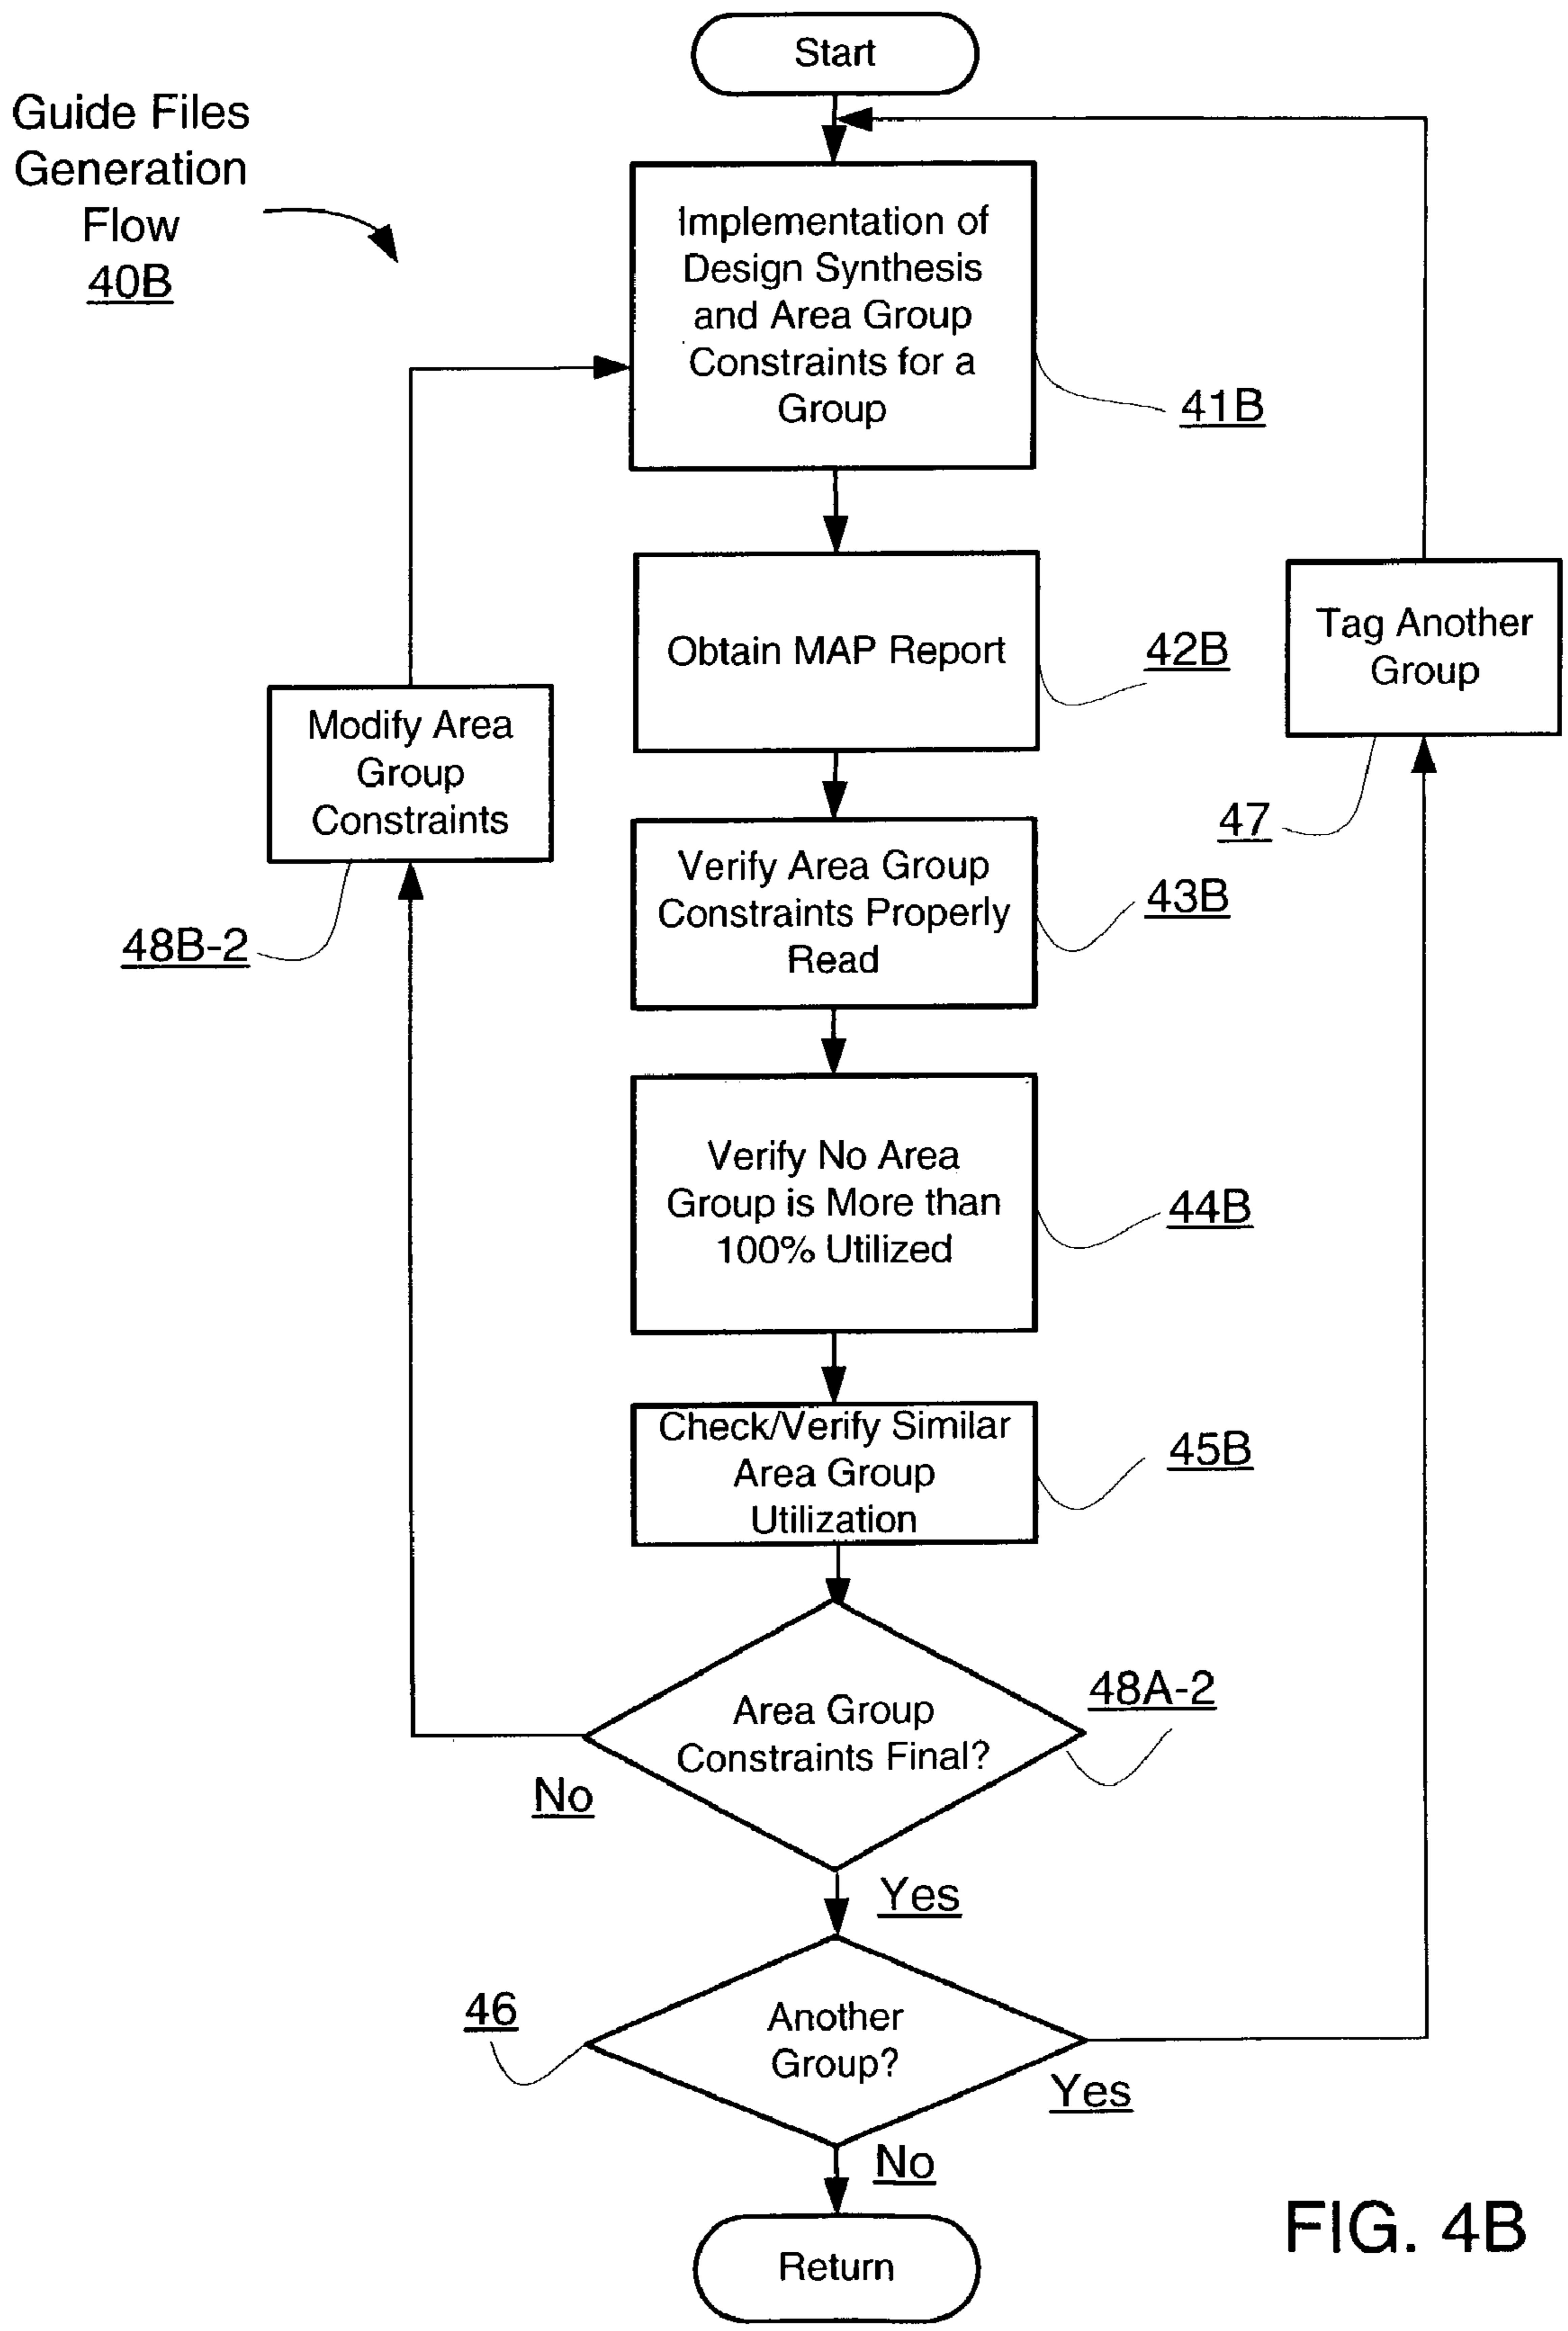 Start
Guide Files
Generation
Flow
40B
Implementation of
Design Synthesis
and Area Group
Constraints for a
Group
41B
Obtain MAP Report
42B
Tag Another
Group
47
Modify Area
Group
Constraints
48B-2
Verify Area Group
Constraints Properly
Read
43B
Verify No Area
Group is More than
100% Utilized
44B
Check/Verify Similar
Area Group
Utilization
45B
Area Group
Constraints Final?
48A-2
No
Yes
46
Another
Group?
Yes
No
Return
FIG. 4B